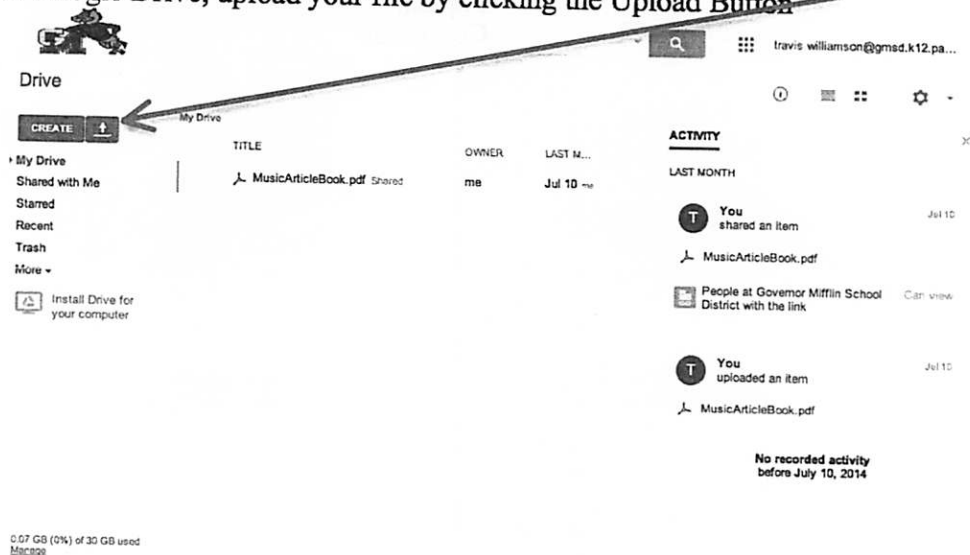 Drive, upload your file by clicking the Upload Button
travis williamson@gmsd.k12.pa...
Drive
CREATE
My Drive
TITLE
OWNER
LAST M...
MusicArticleBook.pdf Shared
me
Jul 10 me
My Drive
Shared with Me
Starred
Recent
Trash
More
Install Drive for
your computer
ACTIVITY
LAST MONTH
T
You
shared an item
Jul 10
MusicArticleBook.pdf
People at Governor Mifflin School
District with the link
Can view
T
You
uploaded an item
Jul 10
MusicArticleBook.pdf
No recorded activity
before July 10, 2014
0.07 GB (0%) of 30 GB used
Manage